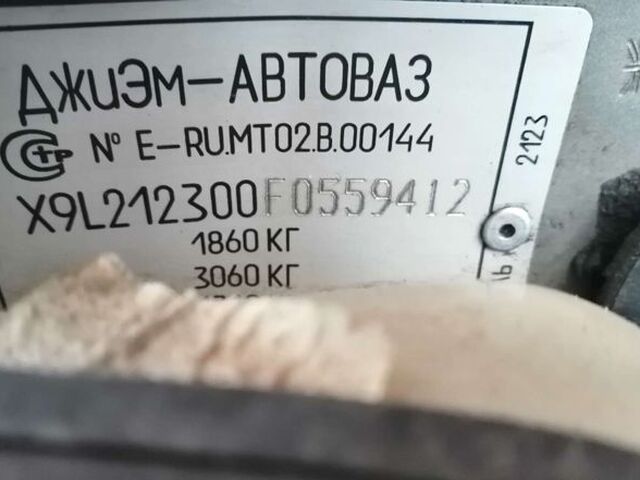 ДЖИЭМ-АВТОВАЗ
№ E-RU.MT02.B.00144
X9L212300F0559412
1860 КГ
3060 КГ
2123